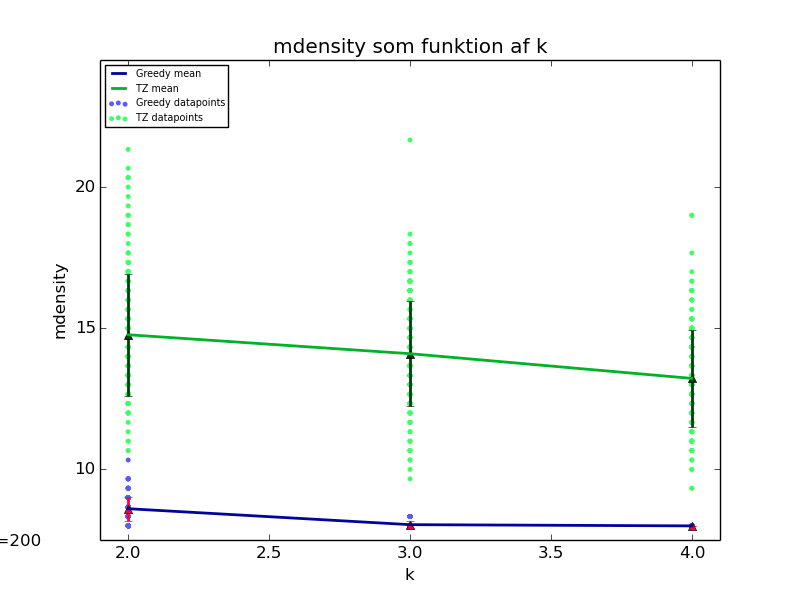 mdensity som funktion af k
Greedy mean
TZ mean
Greedy datapoints
TZ datapoints
20
15
10
mdensity
=200
2.0 2.5 3.0 3.5 4.0
k